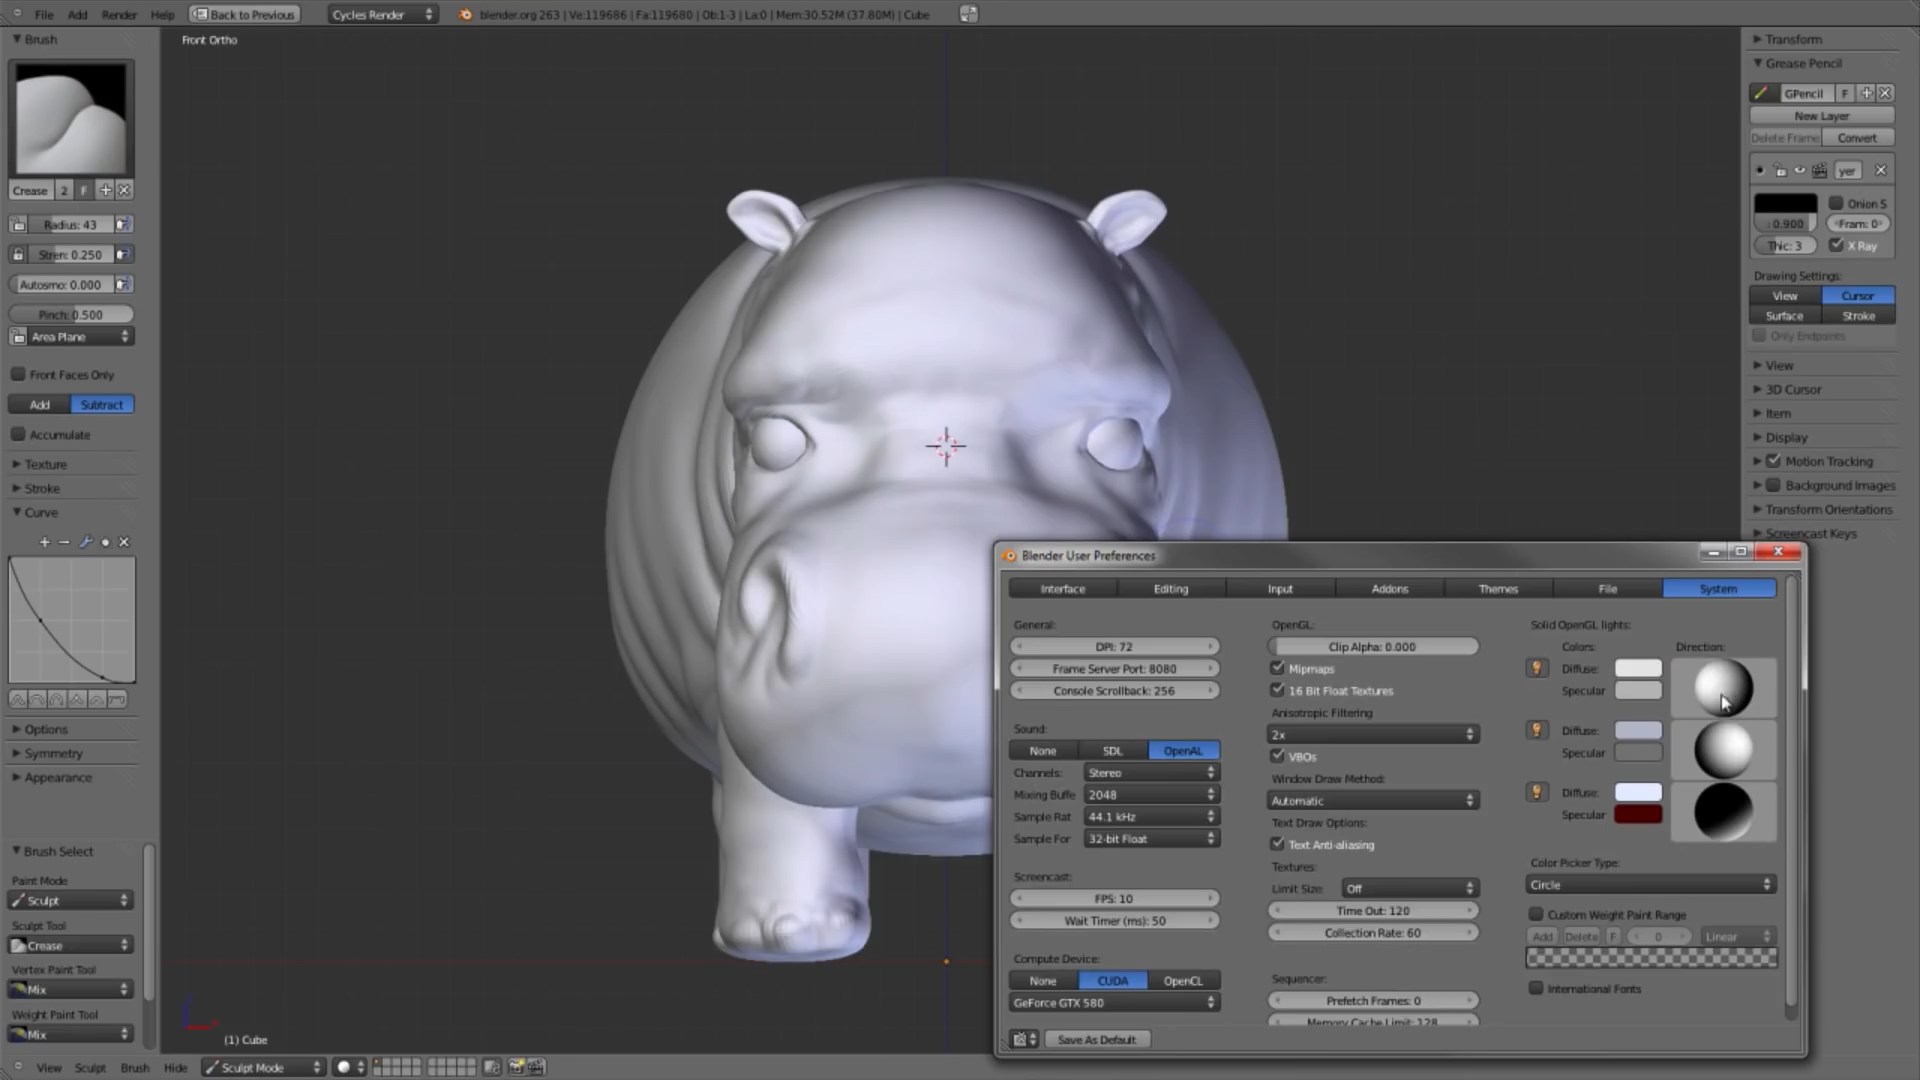 File Add Render Help Back to Previous Cycles Render blender.org 263 | Ve:119686 | Fa:119680 | Ob:1-3 | La:0 | Mem:30.52M (37.80M) | Cube
Brush
Crease 2 F
Radius: 43
Stren: 0.250
Autosmo: 0.000
Pinch: 0.500
Area Plane
Front Faces Only
Add Subtract
Accumulate
Texture
Stroke
Curve
Options
Symmetry
Appearance
Brush Select
Paint Mode
Sculpt
Sculpt Tool
Crease
Vertex Paint Tool
Mix
Weight Paint Tool
Mix
Front Ortho
(1) Cube
View Sculpt Brush Hide Sculpt Mode
Transform
Grease Pencil
GPencil F
New Layer
Delete Frame Convert
yer
Onion S
0.900 Fram: 0
Thic: 3 X Ray
Drawing Settings:
View Cursor
Surface Stroke
Only Endpoints
View
3D Cursor
Item
Display
Motion Tracking
Background Images
Transform Orientations
Screencast Keys
Blender User Preferences
Interface Editing Input Addons Themes File System
General:
DPI: 72
Frame Server Port: 8080
Console Scrollback: 256
Sound:
None SDL OpenAL
Channels: Stereo
Mixing Buffe 2048
Sample Rat 44.1 kHz
Sample For 32-bit Float
Screencast:
FPS: 10
Wait Timer (ms): 50
Compute Device:
None CUDA OpenCL
GeForce GTX 580
Save As Default
OpenGL:
Clip Alpha: 0.000
Mipmaps
16 Bit Float Textures
Anisotropic Filtering
2x
VBOs
Window Draw Method:
Automatic
Text Draw Options:
Text Anti-aliasing
Textures:
Limit Size: Off
Time Out: 120
Collection Rate: 60
Sequencer:
Prefetch Frames: 0
Memory Cache Limit: 128
Solid OpenGL lights:
Colors: Direction:
Diffuse:
Specular
Diffuse:
Specular
Diffuse:
Specular
Color Picker Type:
Circle
Custom Weight Paint Range
Add Delete F 0 Linear
International Fonts